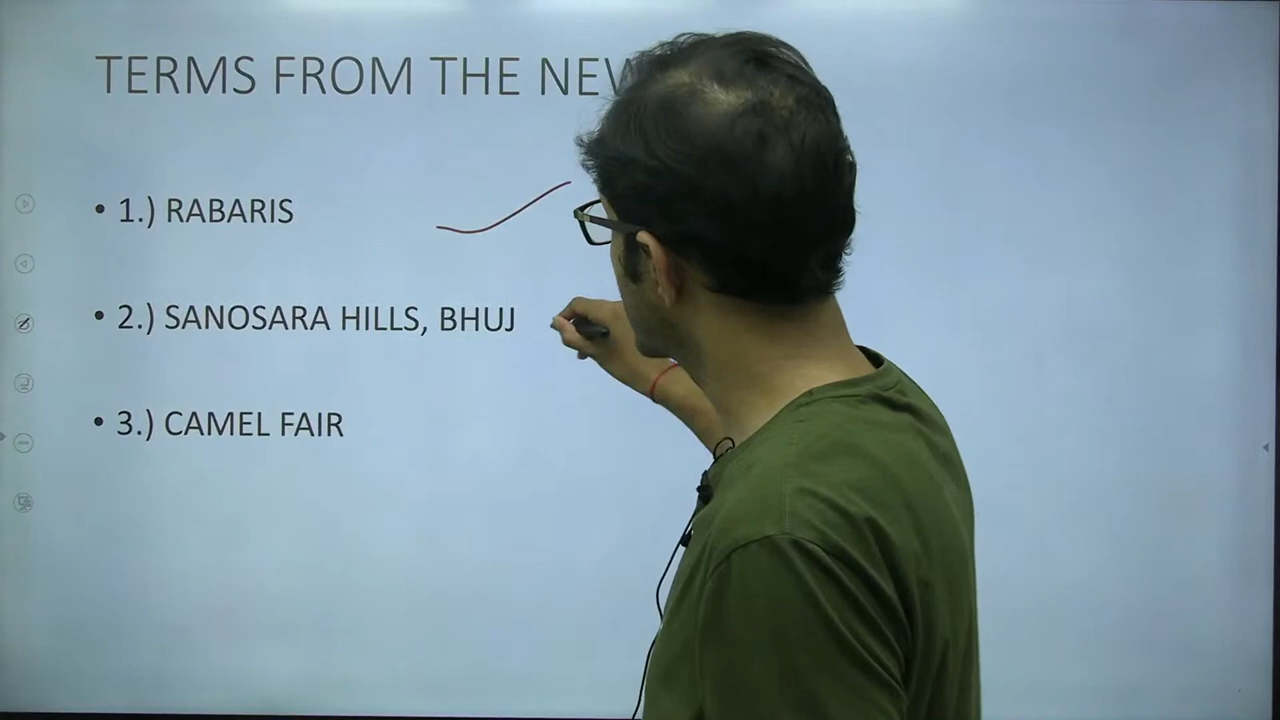 TERMS FROM THE NEW
• 1.) RABARIS
• 2.) SANOSARA HILLS, BHUJ
• 3.) CAMEL FAIR